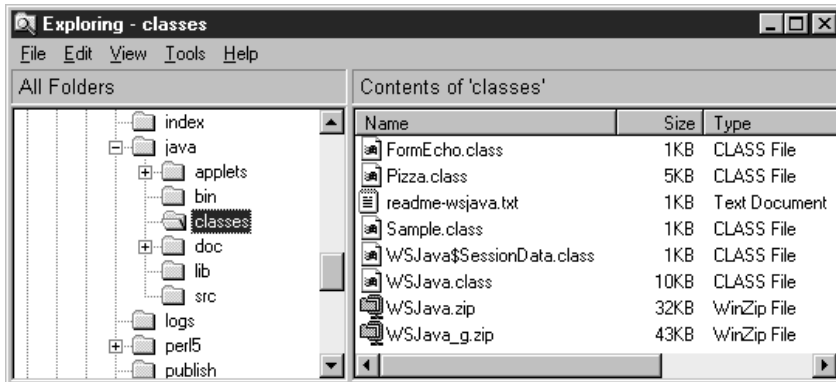 Exploring - classes
File Edit View Tools Help
All Folders
Contents of 'classes'
index
java
applets
bin
classes
doc
lib
src
logs
perl5
publish
Name Size Type
FormEcho.class 1KB CLASS File
Pizza.class 5KB CLASS File
readme-wsjava.txt 1KB Text Document
Sample.class 1KB CLASS File
WSJava$SessionData.class 1KB CLASS File
WSJava.class 10KB CLASS File
WSJava.zip 32KB WinZip File
WSJava_g.zip 43KB WinZip File